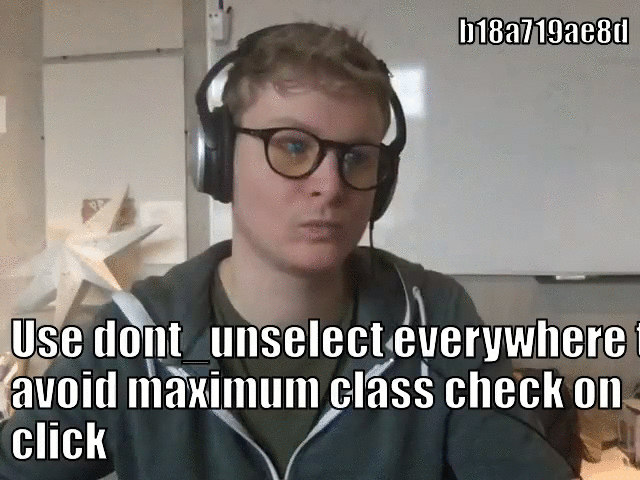 b18a719ae8d
Use dont_unselect everywhere
avoid maximum class check on
click